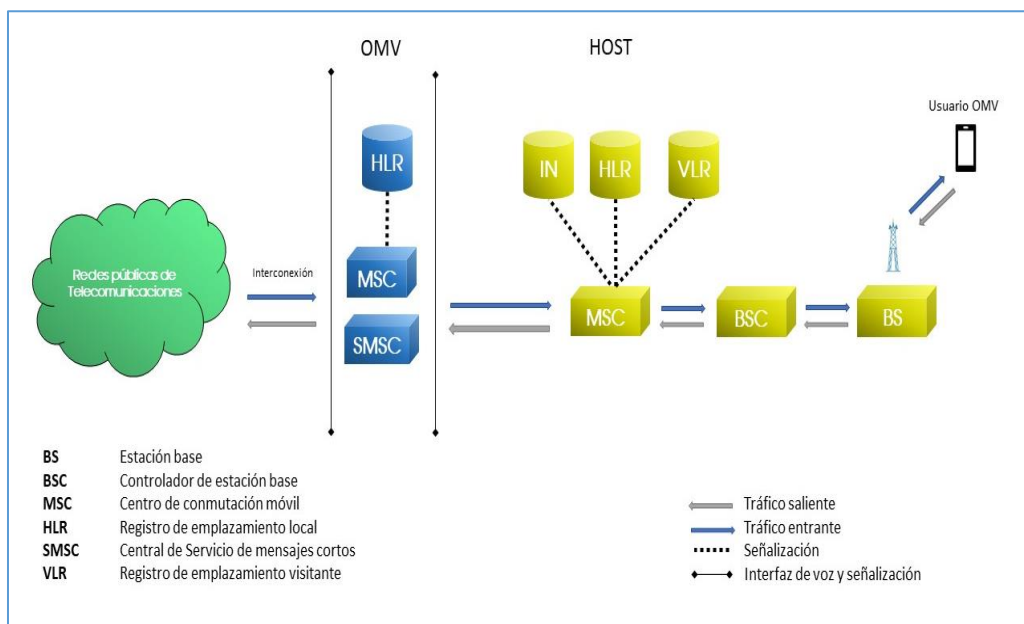 OMV
HOST
Usuario OMV
HLR
IN
HLR
VLR
Redes públicas de
Telecomunicaciones
Interconexión
MSC
SMSC
MSC
BSC
BS
BS Estación base
BSC Controlador de estación base
MSC Centro de conmutación móvil
HLR Registro de emplazamiento local
SMSC Central de Servicio de mensajes cortos
VLR Registro de emplazamiento visitante
Tráfico saliente
Tráfico entrante
Señalización
Interfaz de voz y señalización